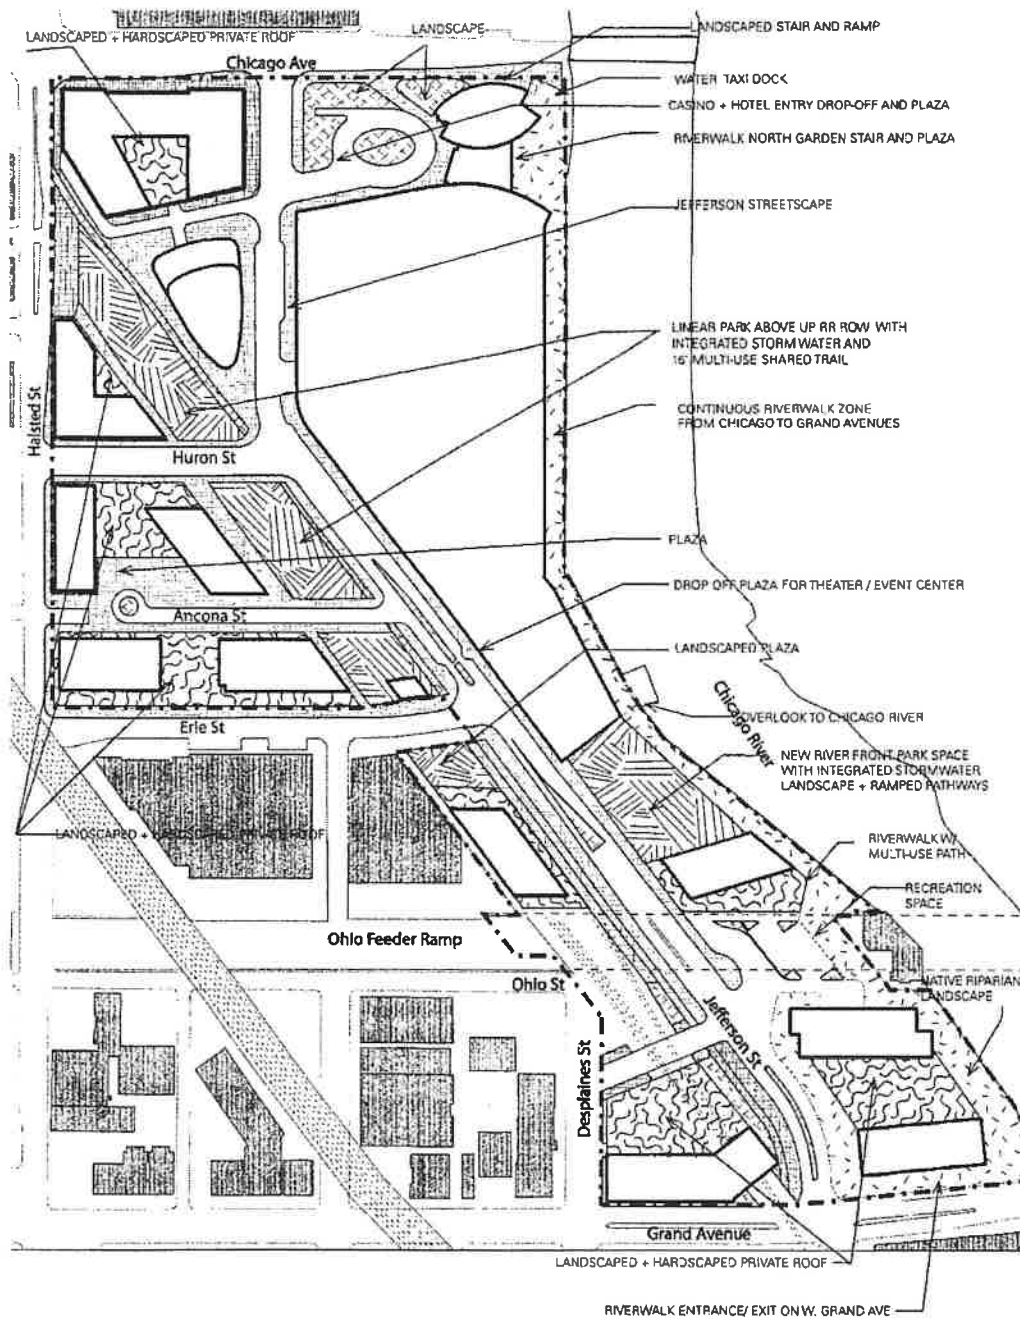 LANDSCAPED + HARDSCAPED PRIVATE ROOF
LANDSCAPE
LANDSCAPED STAIR AND RAMP
Chicago Ave
WATER TAXI DOCK
CASINO + HOTEL ENTRY DROP-OFF AND PLAZA
RIVERWALK NORTH GARDEN STAIR AND PLAZA
JEFFERSON STREETSCAPE
LINEAR PARK ABOVE UP RR ROW WITH
INTEGRATED STORMWATER AND
16' MULTI-USE SHARED TRAIL
Halsted St
CONTINUOUS RIVERWALK ZONE
FROM CHICAGO TO GRAND AVENUES
Huron St
PLAZA
DROP OFF PLAZA FOR THEATER / EVENT CENTER
Ancona St
LANDSCAPED PLAZA
Chicago River
Erie St
OVERLOOK TO CHICAGO RIVER
NEW RIVER FRONT PARK SPACE
WITH INTEGRATED STORMWATER
LANDSCAPE + RAMPED PATHWAYS
LANDSCAPED + HARDSCAPED PRIVATE ROOF
RIVERWALK W/
MULTI-USE PATH
RECREATION
SPACE
Ohio Feeder Ramp
Ohio St
NATIVE RIPARIAN
LANDSCAPE
Jefferson St
Desplaines St
Grand Avenue
LANDSCAPED + HARDSCAPED PRIVATE ROOF
RIVERWALK ENTRANCE/ EXIT ON W. GRAND AVE